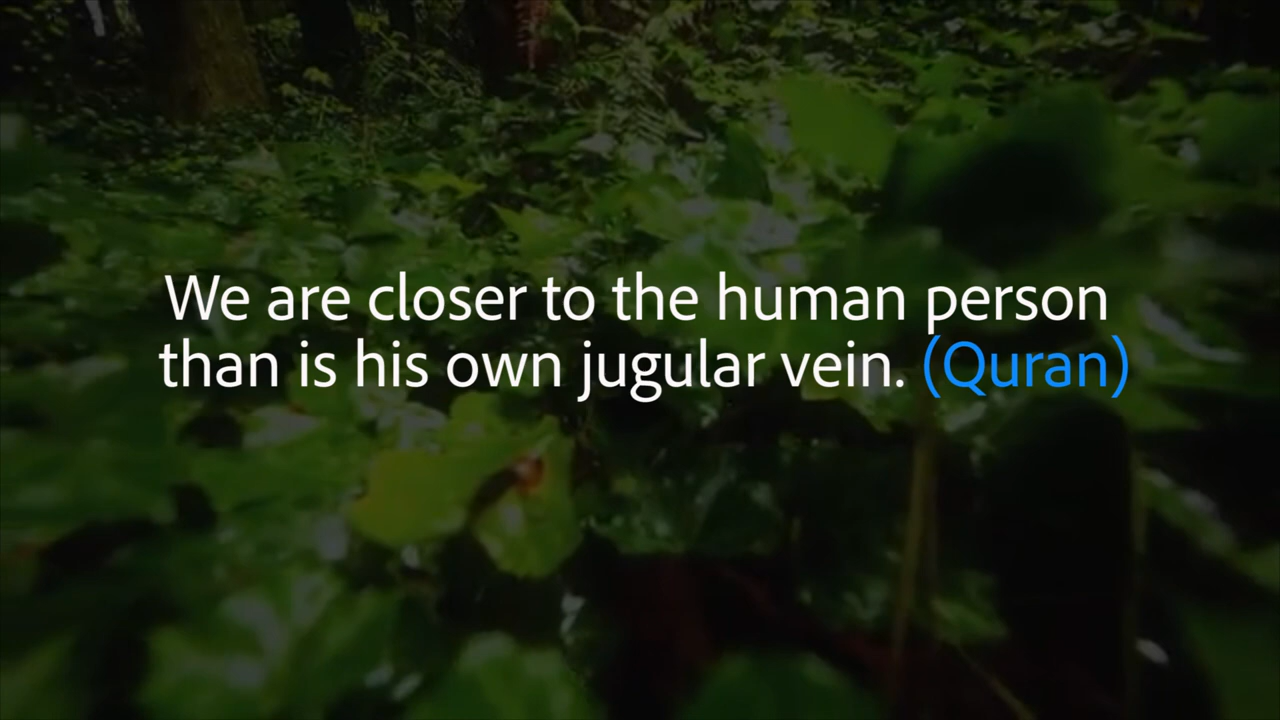 We are closer to the human person
than is his own jugular vein. (Quran)